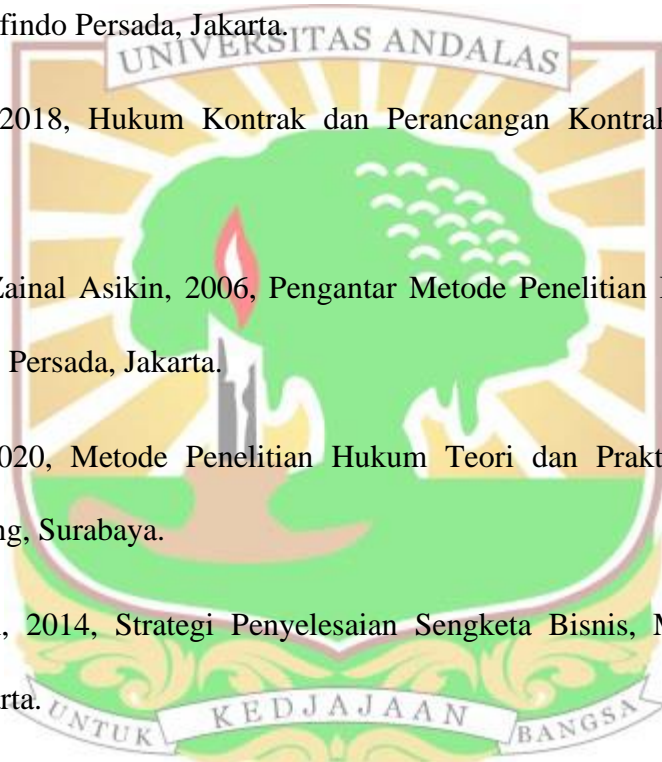 findo Persada, Jakarta.
UNIVERSITAS ANDALAS
2018, Hukum Kontrak dan Perancangan Kontrak
Zainal Asikin, 2006, Pengantar Metode Penelitian
Persada, Jakarta.
020, Metode Penelitian Hukum Teori dan Prakt
ng, Surabaya.
, 2014, Strategi Penyelesaian Sengketa Bisnis, M
rta.
UNTUK KEDJAJAAN BANGSA